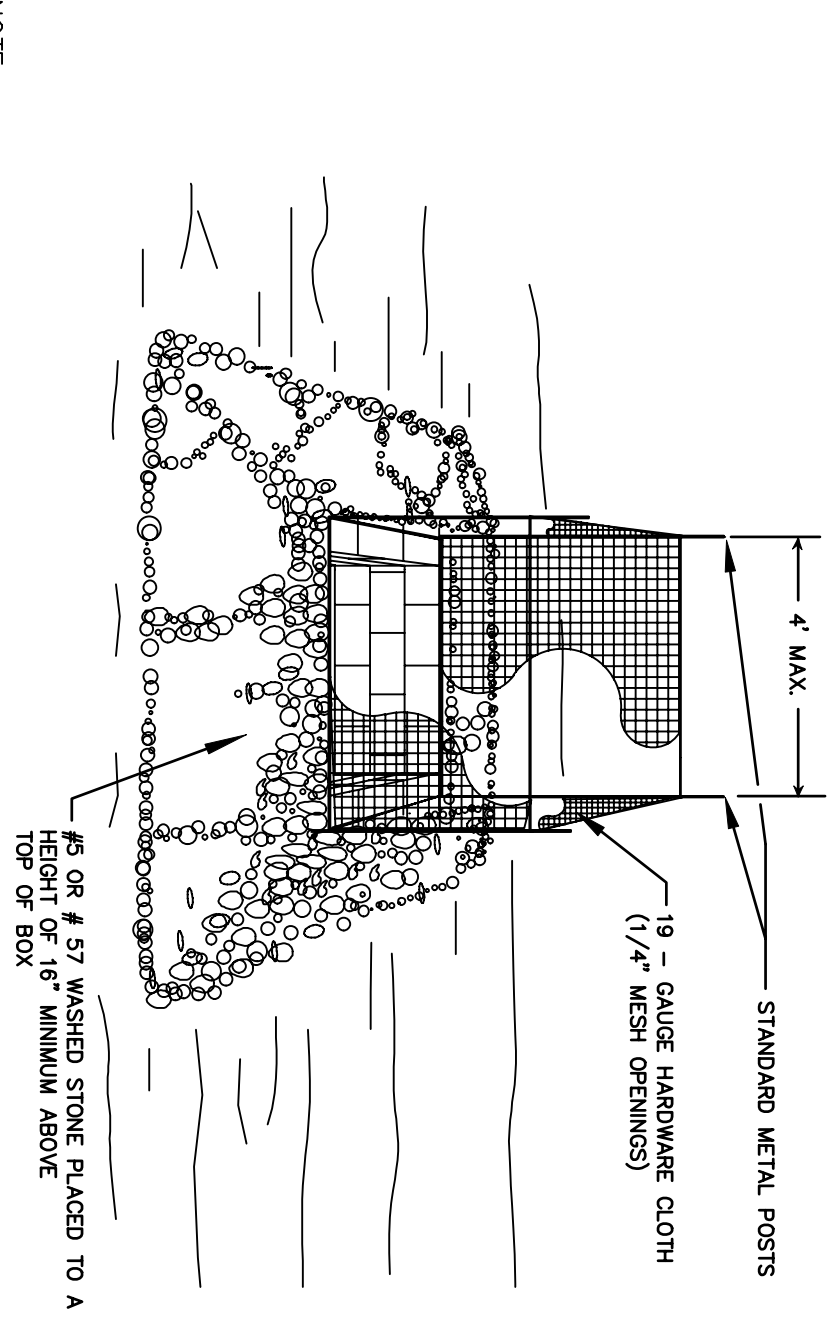 4' MAX.
STANDARD METAL POSTS
19 - GAUGE HARDWARE CLOTH
(1/4" MESH OPENINGS)
#5 OR # 57 WASHED STONE PLACED TO A
HEIGHT OF 16" MINIMUM ABOVE
TOP OF BOX